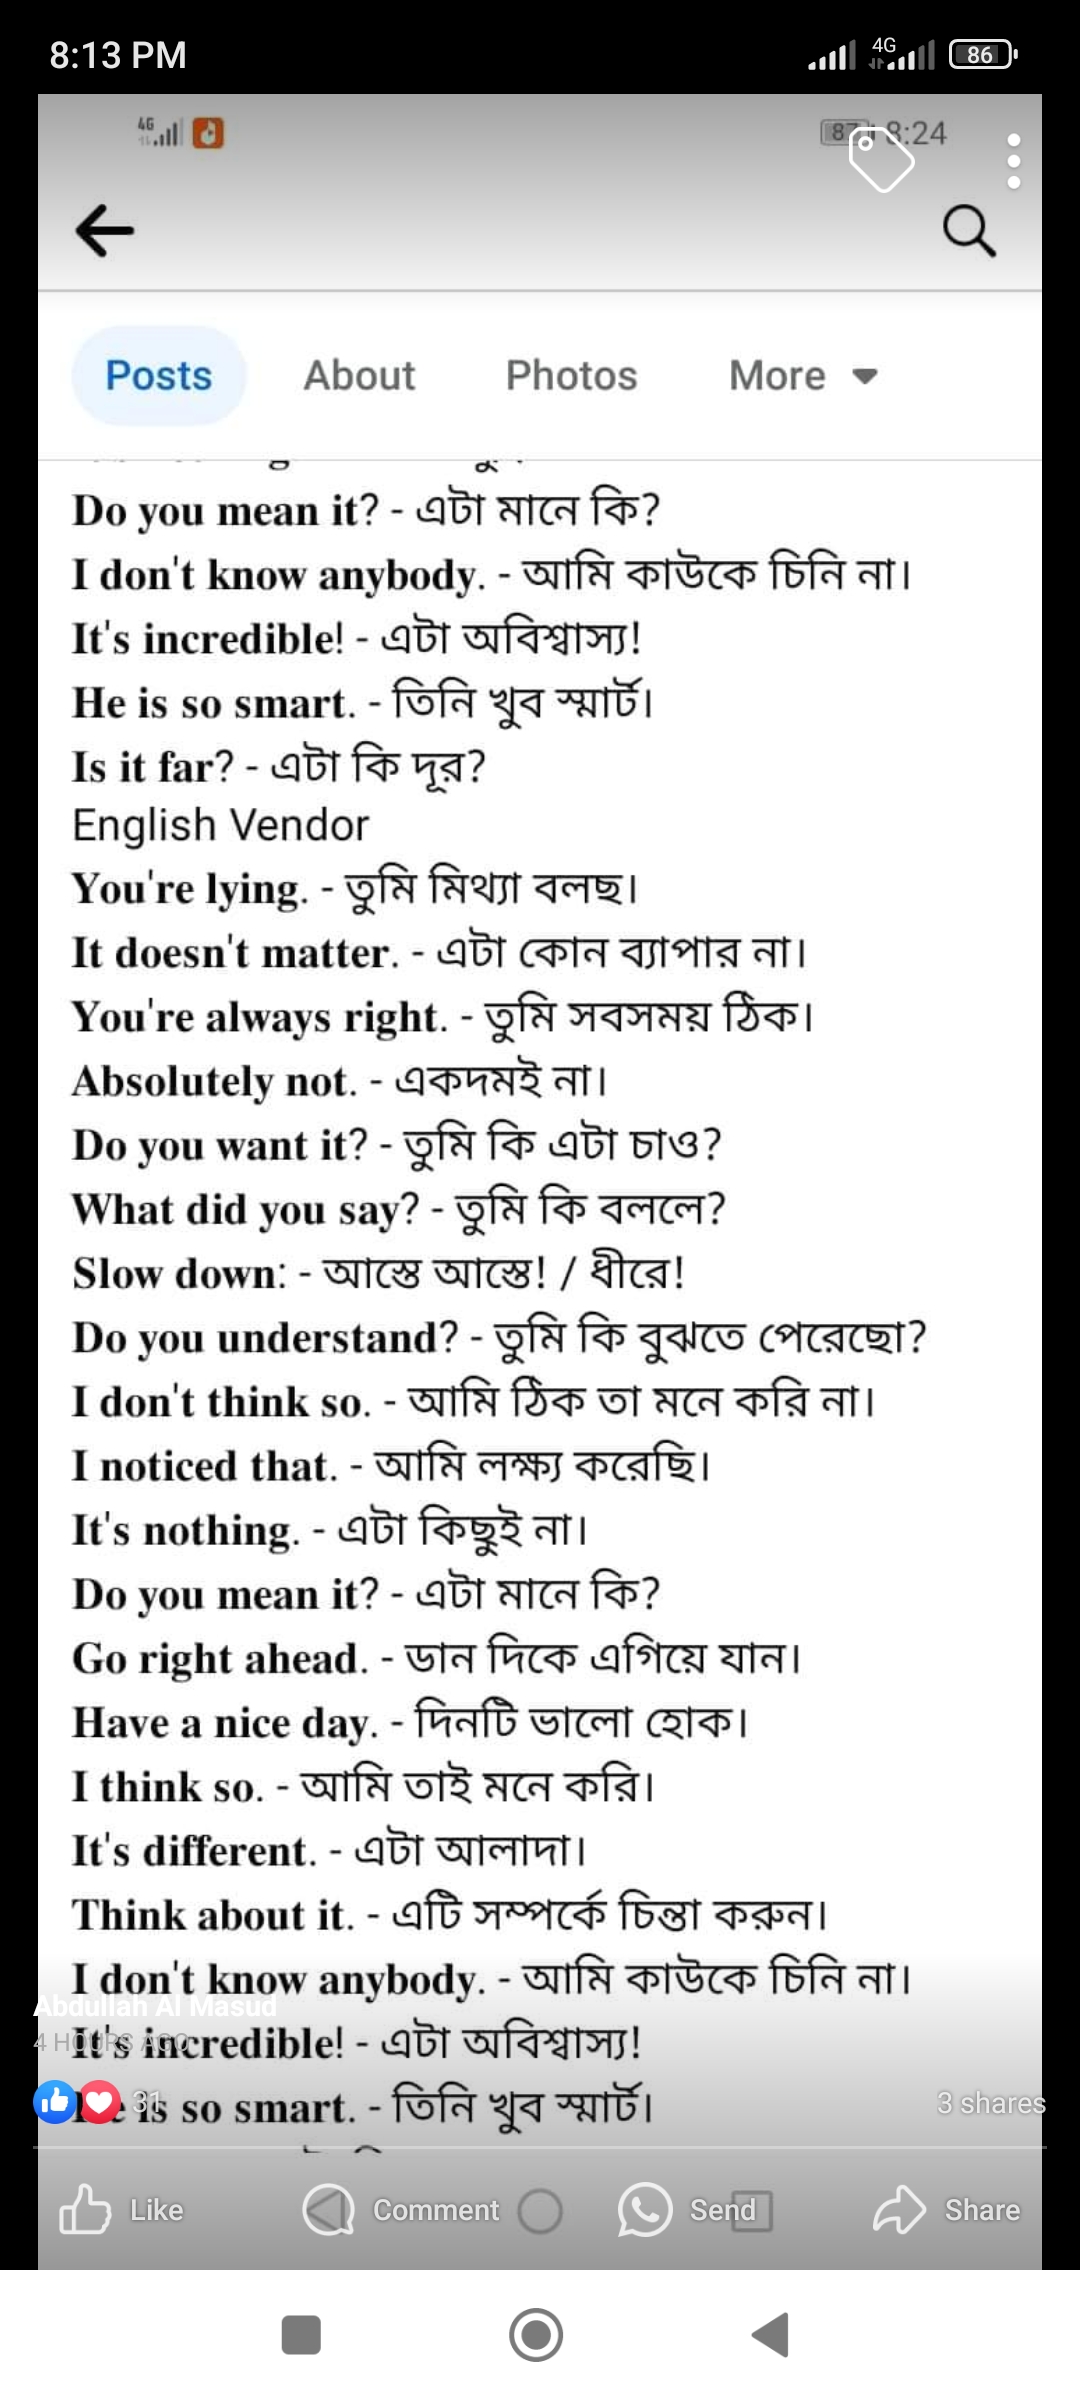 8:13 PM
4G
86
4G
87
8:24
Posts
About
Photos
More
Do you mean it? - এটা মানে কি?
I don't know anybody. - আমি কাউকে চিনি না।
It's incredible! - এটা অবিশ্বাস্য!
He is so smart. - তিনি খুব স্মার্ট।
Is it far? - এটা কি দূর?
English Vendor
You're lying. - তুমি মিথ্যা বলছ।
It doesn't matter. - এটা কোন ব্যাপার না।
You're always right. - তুমি সবসময় ঠিক।
Absolutely not. - একদমই না।
Do you want it? - তুমি কি এটা চাও?
What did you say? - তুমি কি বললে?
Slow down: - আস্তে আস্তে! / ধীরে!
Do you understand? - তুমি কি বুঝতে পেরেছো?
I don't think so. - আমি ঠিক তা মনে করি না।
I noticed that. - আমি লক্ষ্য করেছি।
It's nothing. - এটা কিছুই না।
Do you mean it? - এটা মানে কি?
Go right ahead. - ডান দিকে এগিয়ে যান।
Have a nice day. - দিনটি ভালো হোক।
I think so. - আমি তাই মনে করি।
It's different. - এটা আলাদা।
Think about it. - এটি সম্পর্কে চিন্তা করুন।
I don't know anybody. - আমি কাউকে চিনি না।
Abdullah Al Masud
It's incredible! - এটা অবিশ্বাস্য!
4 HOURS AGO
He is so smart. - তিনি খুব স্মার্ট।
31
3 shares
Like
Comment
Send
Share